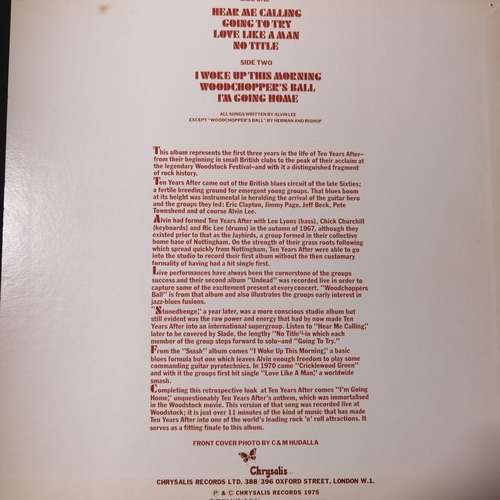 HEAR ME CALLING
GOING TO TRY
LOVE LIKE A MAN
NO TITLE
SIDE TWO
I WOKE UP THIS MORNING
WOODCHOPPER'S BALL
I'M GOING HOME
ALL SONGS WRITTEN BY ALVIN LEE
EXCEPT "WOODCHOPPER'S BALL" BY HERMAN AND BISHOP
This album represents the first three years in the life of Ten Years After—
from their beginning in small British clubs to the peak of their acclaim at
the legendary Woodstock Festival—and with it a distinguished fragment
of rock history.
Ten Years After came out of the British blues circuit of the late Sixties;
a fertile breeding ground for emergent young groups. That blues boom
at its height was instrumental in heralding the arrival of the guitar hero
and the groups they led: Eric Clapton, Jimmy Page, Jeff Beck, Pete
Townshend and of course Alvin Lee.
Alvin had formed Ten Years After with Leo Lyons (bass), Chick Churchill
(keyboards) and Ric Lee (drums) in the autumn of 1967, although they
existed prior to that as the Jaybirds, a group formed in their collective
home base of Nottingham. On the strength of their grass roots following
which spread quickly from Nottingham, Ten Years After were able to go
into the studio to record their first album without the then customary
formality of having had a hit single first.
Live performances have always been the cornerstone of the groups
success and their second album "Undead" was recorded live in order to
capture some of the excitement present at every concert. "Woodchoppers
Ball" is from that album and also illustrates the groups early interest in
jazz-blues fusions.
"Stonedhenge," a year later, was a more conscious studio album but
still evident was the raw power and energy that had by now made Ten
Years After into an international supergroup. Listen to "Hear Me Calling,"
later to be covered by Slade, the lengthy "No Title"—in which each
member of the group steps forward to solo—and "Going To Try."
From the "Ssssh" album comes "I Woke Up This Morning," a basic
blues formula but one which leaves Alvin enough freedom to play some
commanding guitar pyrotechnics. In 1970 came "Cricklewood Green"
and with it the groups first hit single "Love Like A Man," a worldwide
smash.
Completing this retrospective look at Ten Years After comes "I'm Going
Home," unquestionably Ten Years After's anthem, which was immortalised
in the Woodstock movie. This version of that song was recorded live at
Woodstock; it is just over 11 minutes of the kind of music that has made
Ten Years After into one of the world's leading rock 'n' roll attractions. It
serves as a fitting finale to this album.
FRONT COVER PHOTO BY C & M HUDALLA
Chrysalis
CHRYSALIS RECORDS LTD. 388 396 OXFORD STREET, LONDON W.1.
P & C CHRYSALIS RECORDS 1975